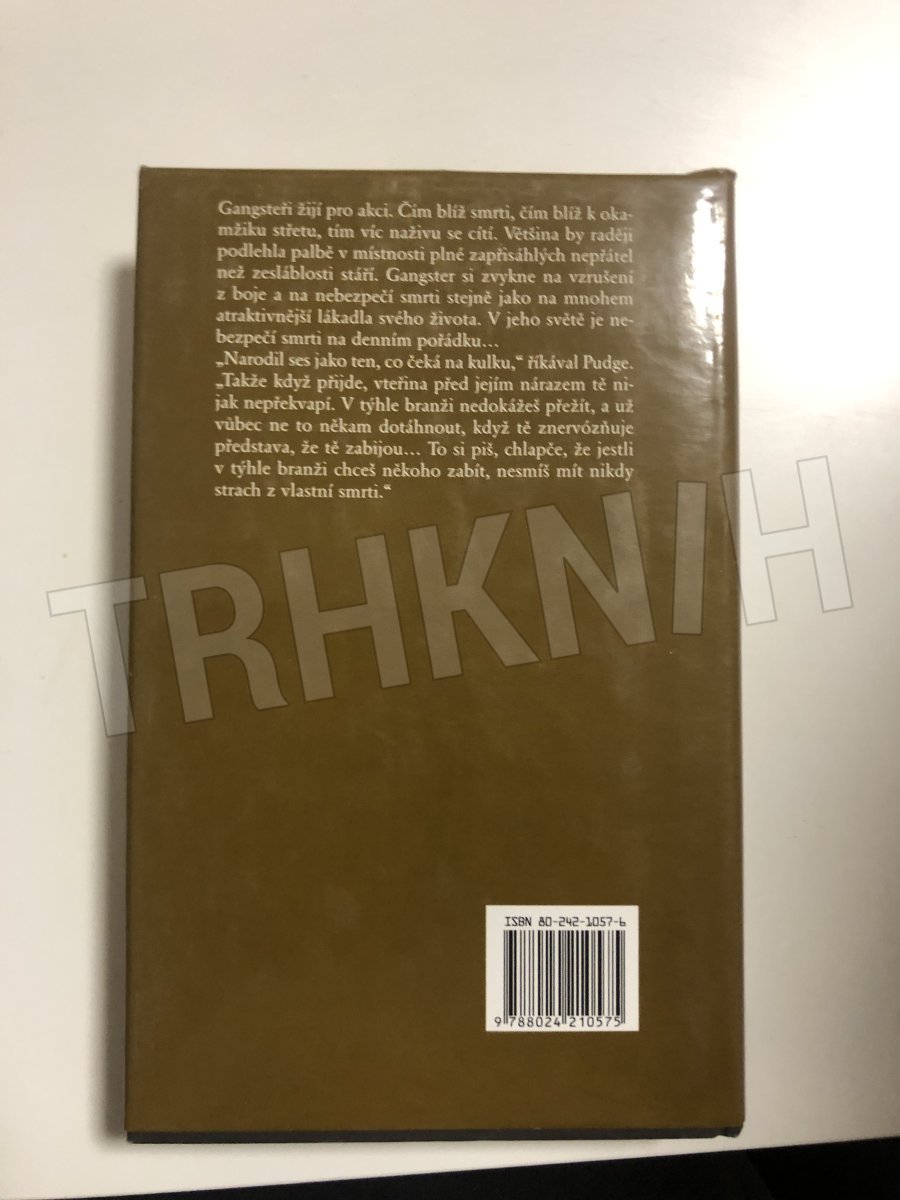 Gangsteři žijí pro akci. Čím blíž smrti, čím blíž k oka-
mžiku střetu, tím víc naživu se cítí. Většina by raději
podlehla palbě v místnosti plné zapřisáhlých nepřátel
než zesláblosti stáří. Gangster si zvykne na vzrušení
z boje a na nebezpečí smrti stejně jako na mnohem
atraktivnější lákadla svého života. V jeho světě je ne-
bezpečí smrti na denním pořádku...
„Narodil ses jako ten, co čeká na kulku,“ říkával Pudge.
„Takže když přijde, vteřina před jejím nárazem tě ni-
jak nepřekvapí. V týhle branži nedokážeš přežít, a už
vůbec ne to někam dotáhnout, když tě znervózňuje
představa, že tě zabijou... To si piš, chlapče, že jestli
v týhle branži chceš někoho zabít, nesmíš mít nikdy
strach z vlastní smrti.“
TRHKNIH
ISBN 80-242-1057-6
9 788024 210575